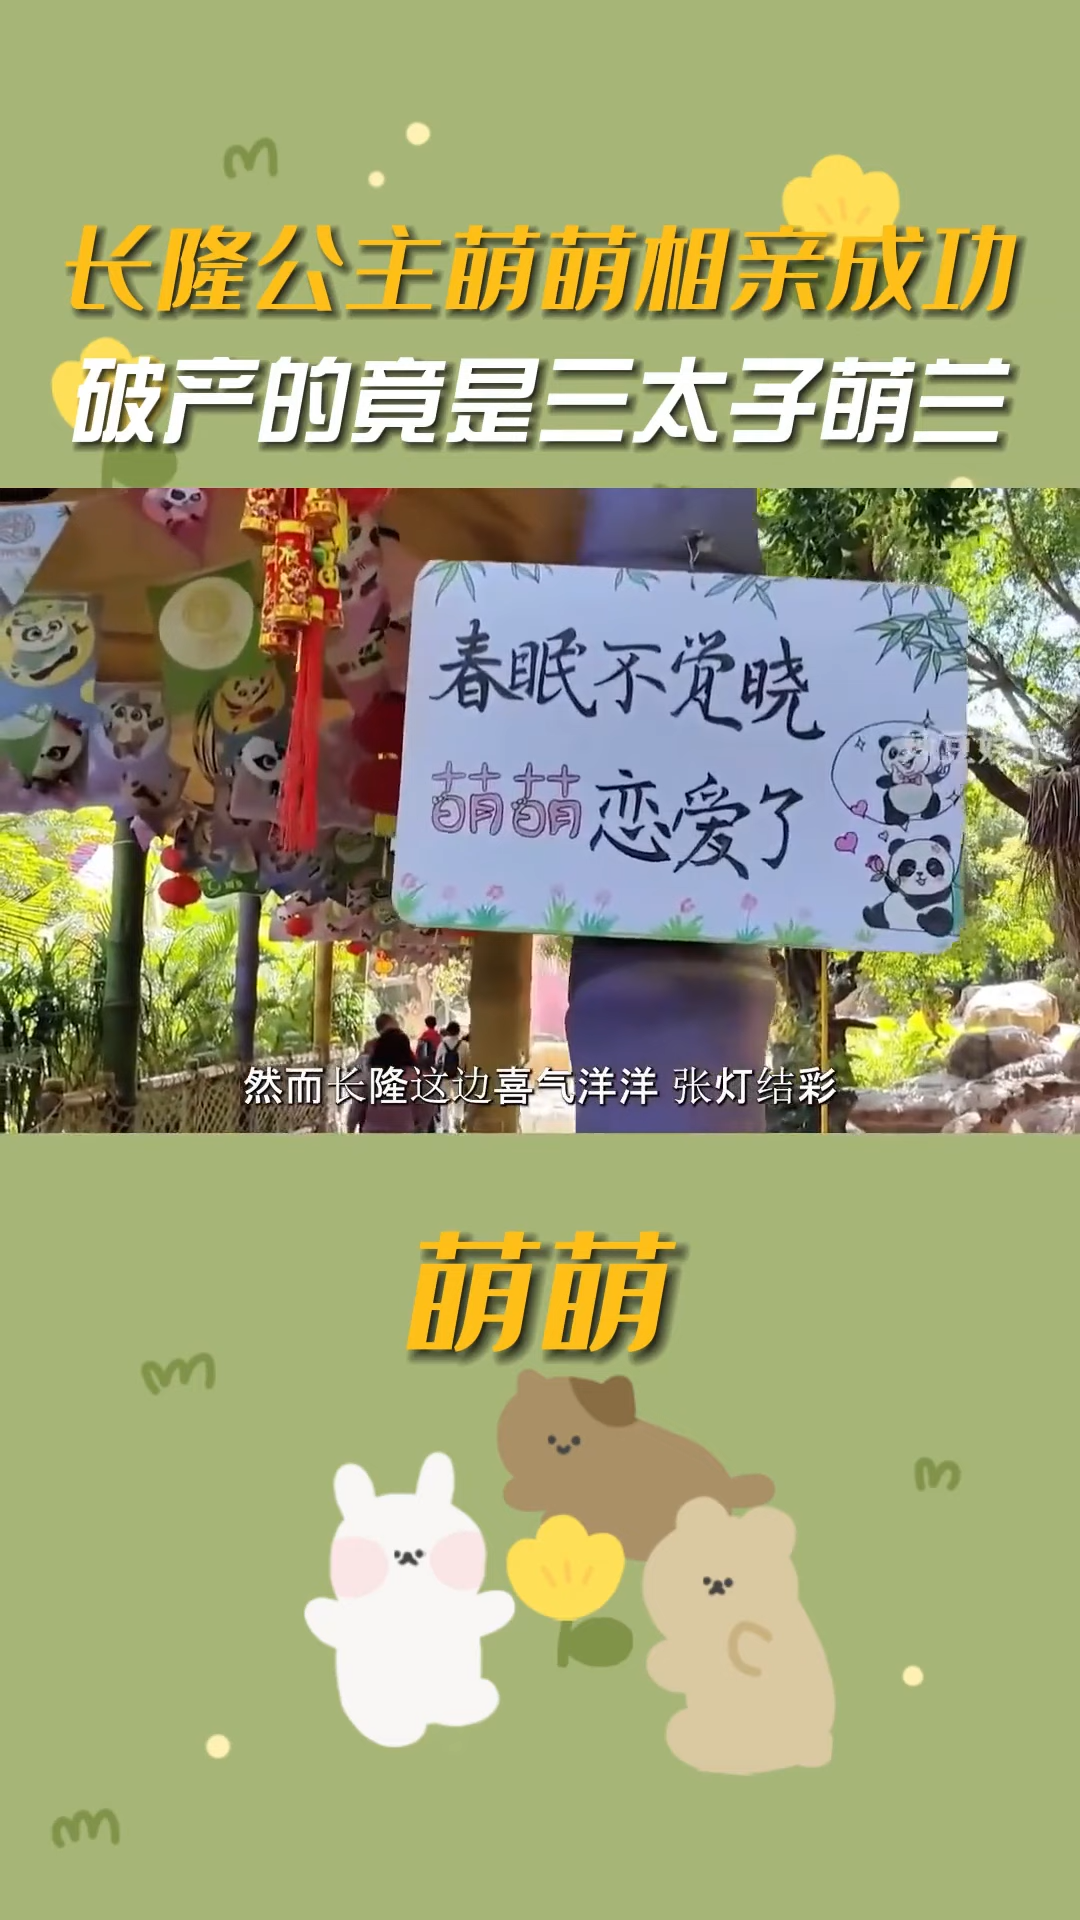 长隆公主萌萌相亲成功
破产的竟是三太子萌兰
春眠不觉晓
萌萌恋爱了
然而长隆这边喜气洋洋 张灯结彩
萌萌